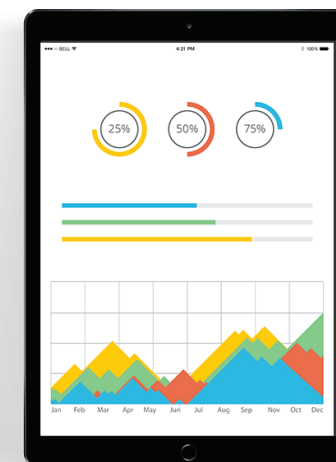 BELL 4:21 PM 100%
25% 50% 75%
Jan Feb Mar Apr May Jun Jul Aug Sep Nov Oct Dec